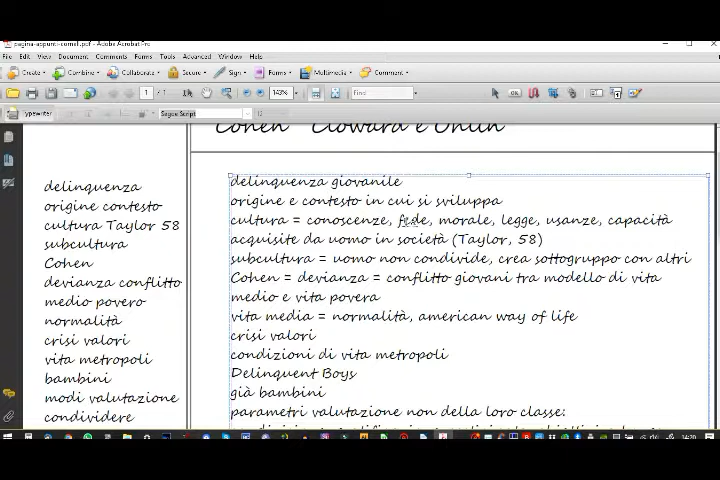 pagina-appunti-cornell.pdf - Adobe Acrobat Pro
File Edit View Document Comments Forms Tools Advanced Window Help
Create Combine Collaborate Secure Sign Forms Multimedia Comment
1 / 1 143% Find
Typewriter Segoe Script
Cohen Cloward e Ohlin
delinquenza
origine contesto
cultura Taylor 58
subcultura
Cohen
devianza conflitto
medio povero
normalità
crisi valori
vita metropoli
bambini
modi valutazione
condividere
delinquenza giovanile
origine e contesto in cui si sviluppa
cultura = conoscenze, fede, morale, legge, usanze, capacità
acquisite da uomo in società (Taylor, 58)
subcultura = uomo non condivide, crea sottogruppo con altri
Cohen = devianza = conflitto giovani tra modello di vita
medio e vita povera
vita media = normalità, american way of life
crisi valori
condizioni di vita metropoli
Delinquent Boys
già bambini
parametri valutazione non della loro classe:
14:20